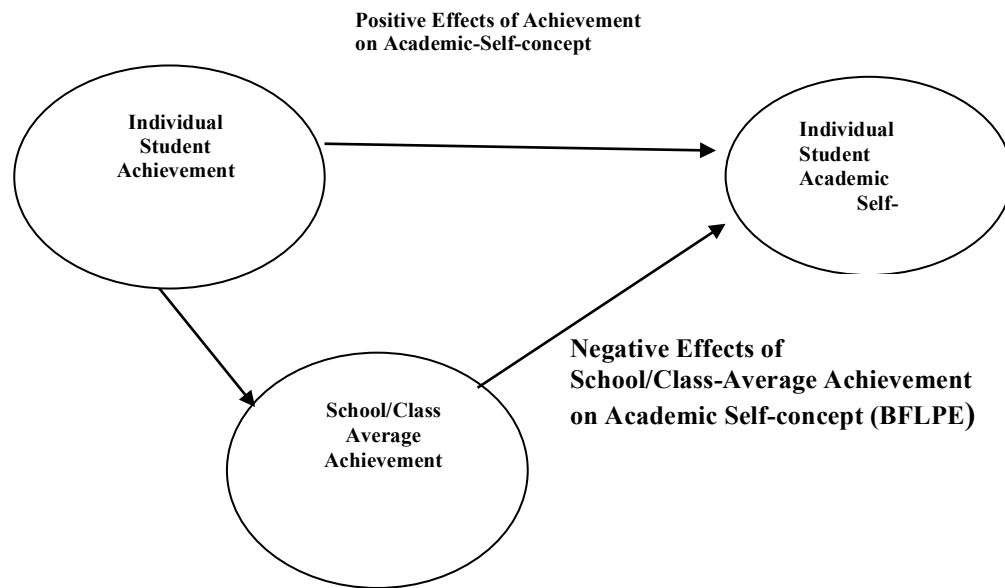 Positive Effects of Achievement
on Academic-Self-concept
Individual
Student
Achievement
Individual
Student
Academic
Self-
Negative Effects of
School/Class-Average Achievement
on Academic Self-concept (BFLPE)
School/Class
Average
Achievement